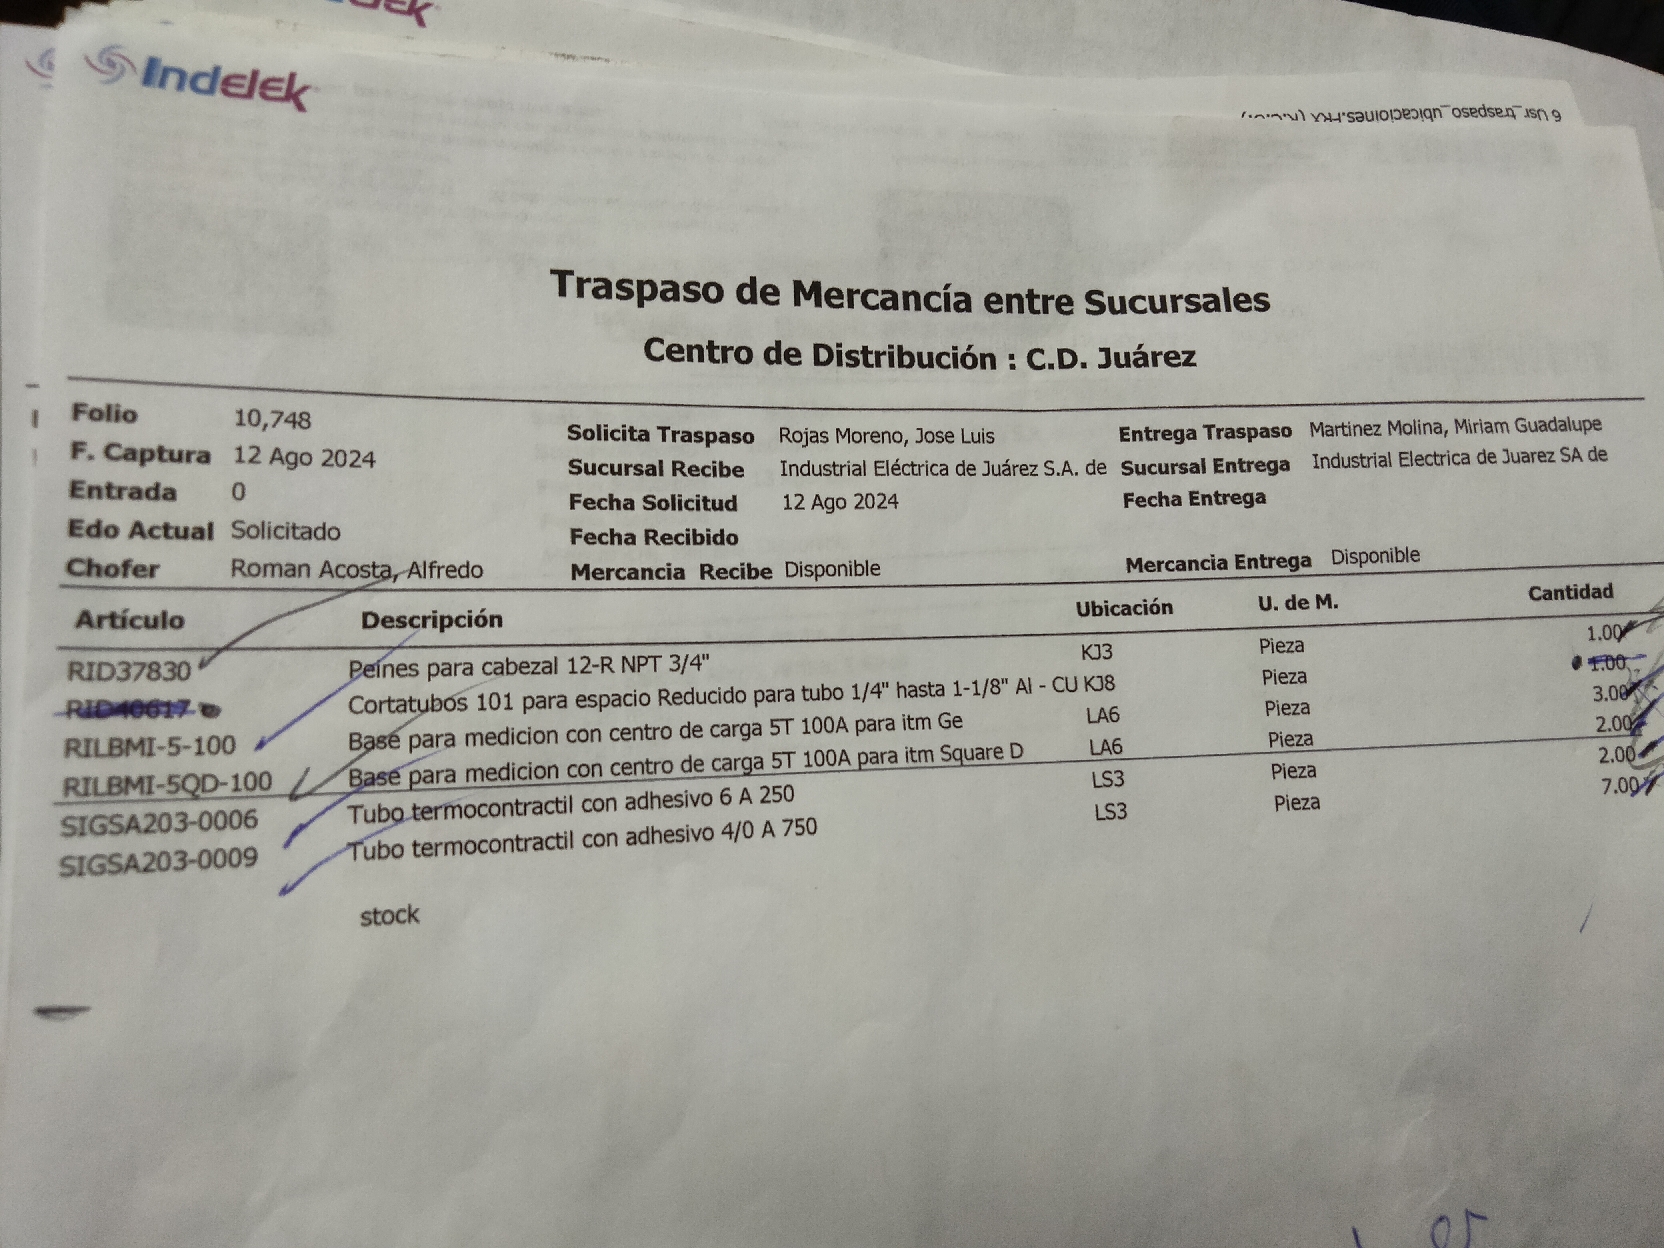 Indelek
Traspaso de Mercancía entre Sucursales
Centro de Distribución : C.D. Juárez
Folio 10,748
F. Captura 12 Ago 2024
Entrada 0
Edo Actual Solicitado
Chofer Roman Acosta, Alfredo
Solicita Traspaso Rojas Moreno, Jose Luis
Sucursal Recibe Industrial Eléctrica de Juárez S.A. de
Fecha Solicitud 12 Ago 2024
Fecha Recibido
Mercancia Recibe Disponible
Entrega Traspaso Martinez Molina, Miriam Guadalupe
Sucursal Entrega Industrial Electrica de Juarez SA de
Fecha Entrega
Mercancia Entrega Disponible
Artículo Descripción Ubicación U. de M. Cantidad
RID37830 Peines para cabezal 12-R NPT 3/4" KJ3 Pieza 1.00
RID40617 Cortatubos 101 para espacio Reducido para tubo 1/4" hasta 1-1/8" Al - CU KJ8 Pieza 1.00
RILBMI-5-100 Base para medicion con centro de carga 5T 100A para itm Ge LA6 Pieza 3.00
RILBMI-5QD-100 Base para medicion con centro de carga 5T 100A para itm Square D LA6 Pieza 2.00
SIGSA203-0006 Tubo termocontractil con adhesivo 6 A 250 LS3 Pieza 2.00
SIGSA203-0009 Tubo termocontractil con adhesivo 4/0 A 750 LS3 Pieza 7.00
stock